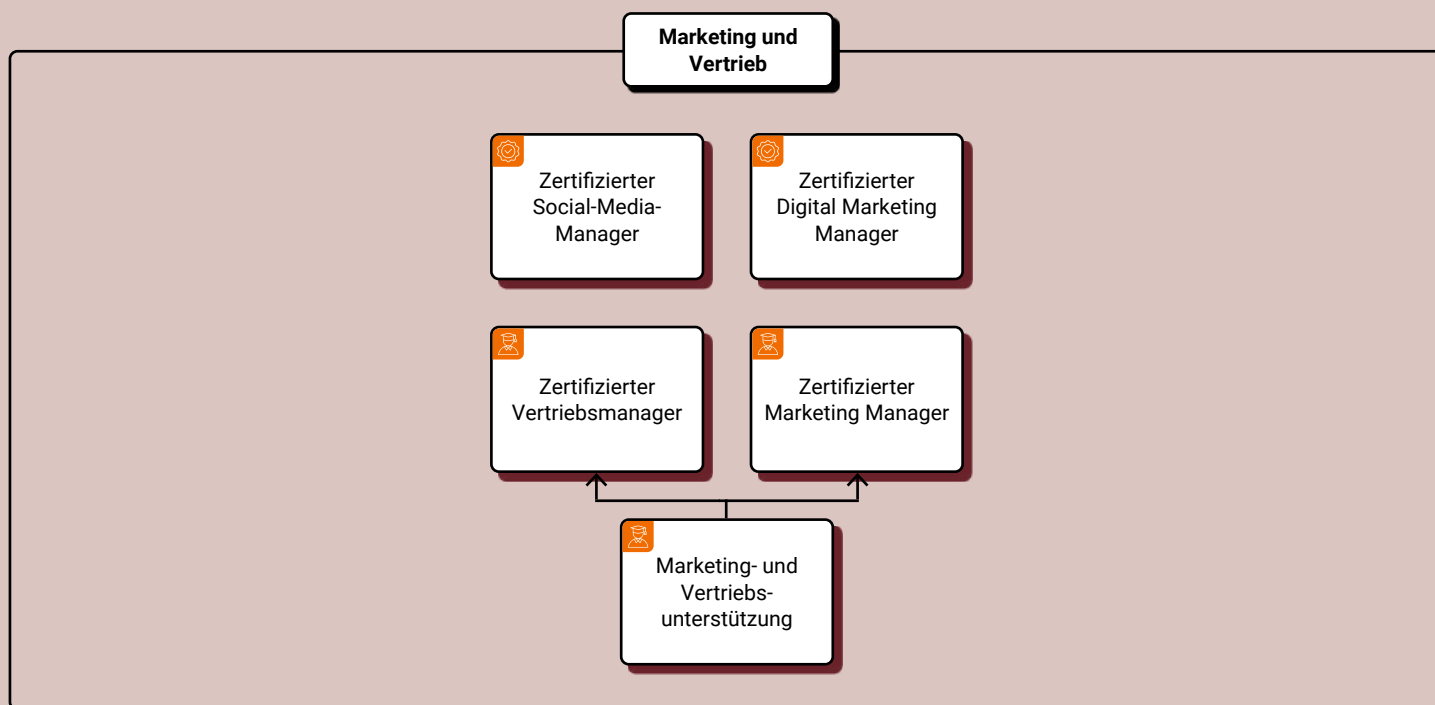 Marketing und
Vertrieb
Zertifizierter
Social-Media-
Manager
Zertifizierter
Digital Marketing
Manager
Zertifizierter
Vertriebsmanager
Zertifizierter
Marketing Manager
Marketing- und
Vertriebs-
unterstützung